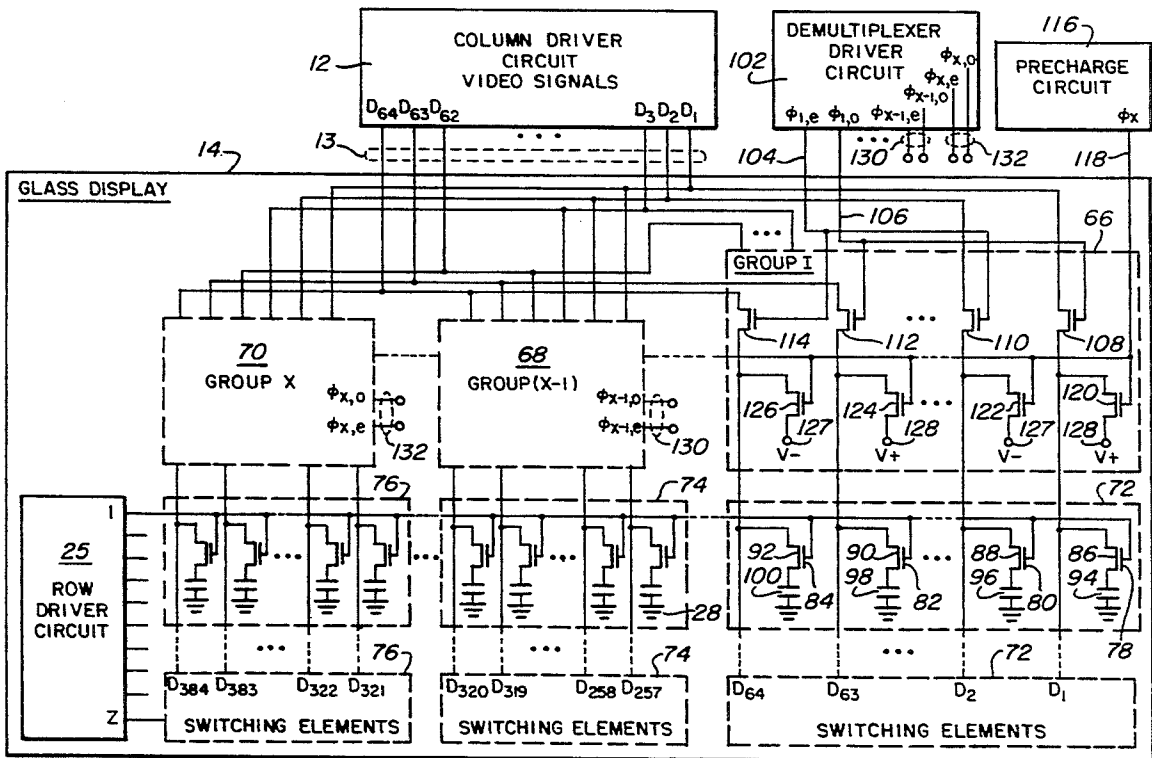 12
COLUMN DRIVER
CIRCUIT
VIDEO SIGNALS
D64 D63 D62 ••• D3 D2 D1
13
102
DEMULTIPLEXER
DRIVER
CIRCUIT
ϕ1,e ϕ1,0 ϕX-1,e ϕX-1,0 ϕX,e ϕX,0
104
106
130
132
116
PRECHARGE
CIRCUIT
ϕX
118
14
GLASS DISPLAY
•••
66
GROUP I
114 112 ••• 110 108
126 124 ••• 122 120
127 128 127 128
V- V+ V- V+
70
GROUP X
ϕX,0
ϕX,e
132
68
GROUP (X-1)
ϕX-1,0
ϕX-1,e
130
25
ROW
DRIVER
CIRCUIT
1
Z
76
•••
74
•••
28
72
92 90 ••• 88 86
100 98 96 94
84 82 80 78
•••
76
D384 D383 D322 D321
SWITCHING ELEMENTS
•••
74
D320 D319 D258 D257
SWITCHING ELEMENTS
•••
72
D64 D63 D2 D1
SWITCHING ELEMENTS